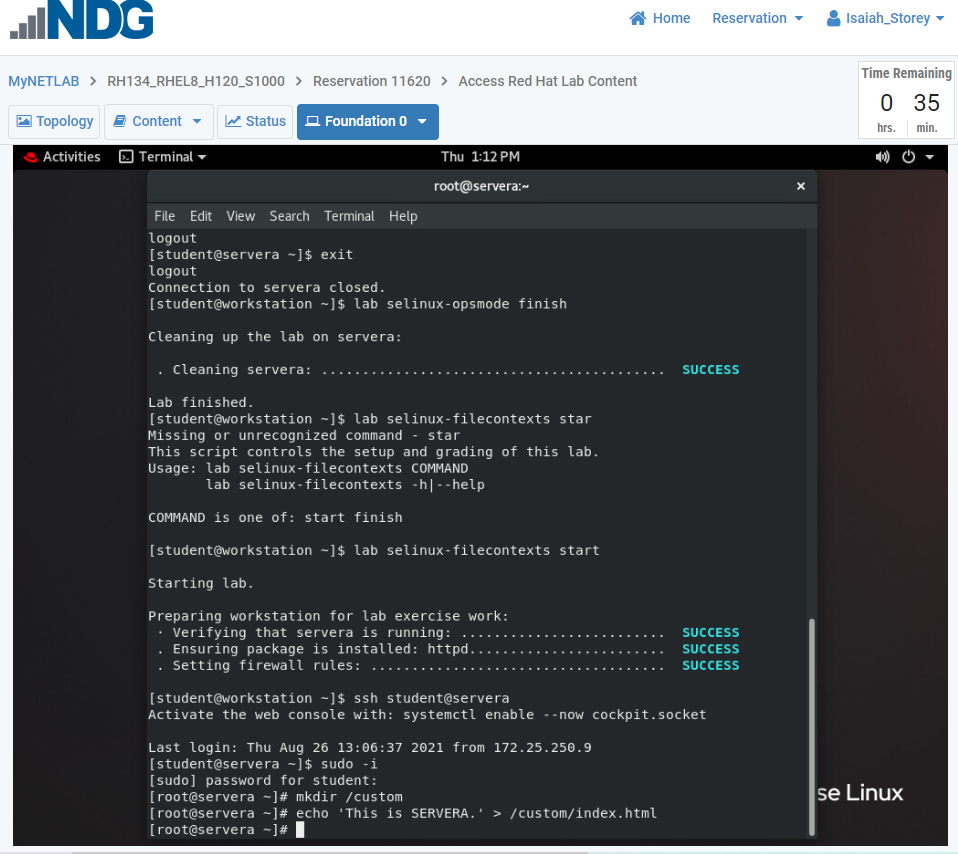 NDG
Home Reservation Isaiah_Storey
MyNETLAB > RH134_RHEL8_H120_S1000 > Reservation 11620 > Access Red Hat Lab Content
Time Remaining
0 35
hrs. min.
Topology Content Status Foundation 0
Activities Terminal Thu 1:12 PM
root@servera:~ ×
File Edit View Search Terminal Help
logout
[student@servera ~]$ exit
logout
Connection to servera closed.
[student@workstation ~]$ lab selinux-opsmode finish
Cleaning up the lab on servera:
. Cleaning servera: .......................................... SUCCESS
Lab finished.
[student@workstation ~]$ lab selinux-filecontexts star
Missing or unrecognized command - star
This script controls the setup and grading of this lab.
Usage: lab selinux-filecontexts COMMAND
lab selinux-filecontexts -h|--help
COMMAND is one of: start finish
[student@workstation ~]$ lab selinux-filecontexts start
Starting lab.
Preparing workstation for lab exercise work:
· Verifying that servera is running: ......................... SUCCESS
. Ensuring package is installed: httpd........................ SUCCESS
. Setting firewall rules: .................................... SUCCESS
[student@workstation ~]$ ssh student@servera
Activate the web console with: systemctl enable --now cockpit.socket
Last login: Thu Aug 26 13:06:37 2021 from 172.25.250.9
[student@servera ~]$ sudo -i
[sudo] password for student:
[root@servera ~]# mkdir /custom
[root@servera ~]# echo 'This is SERVERA.' > /custom/index.html
[root@servera ~]#
se Linux